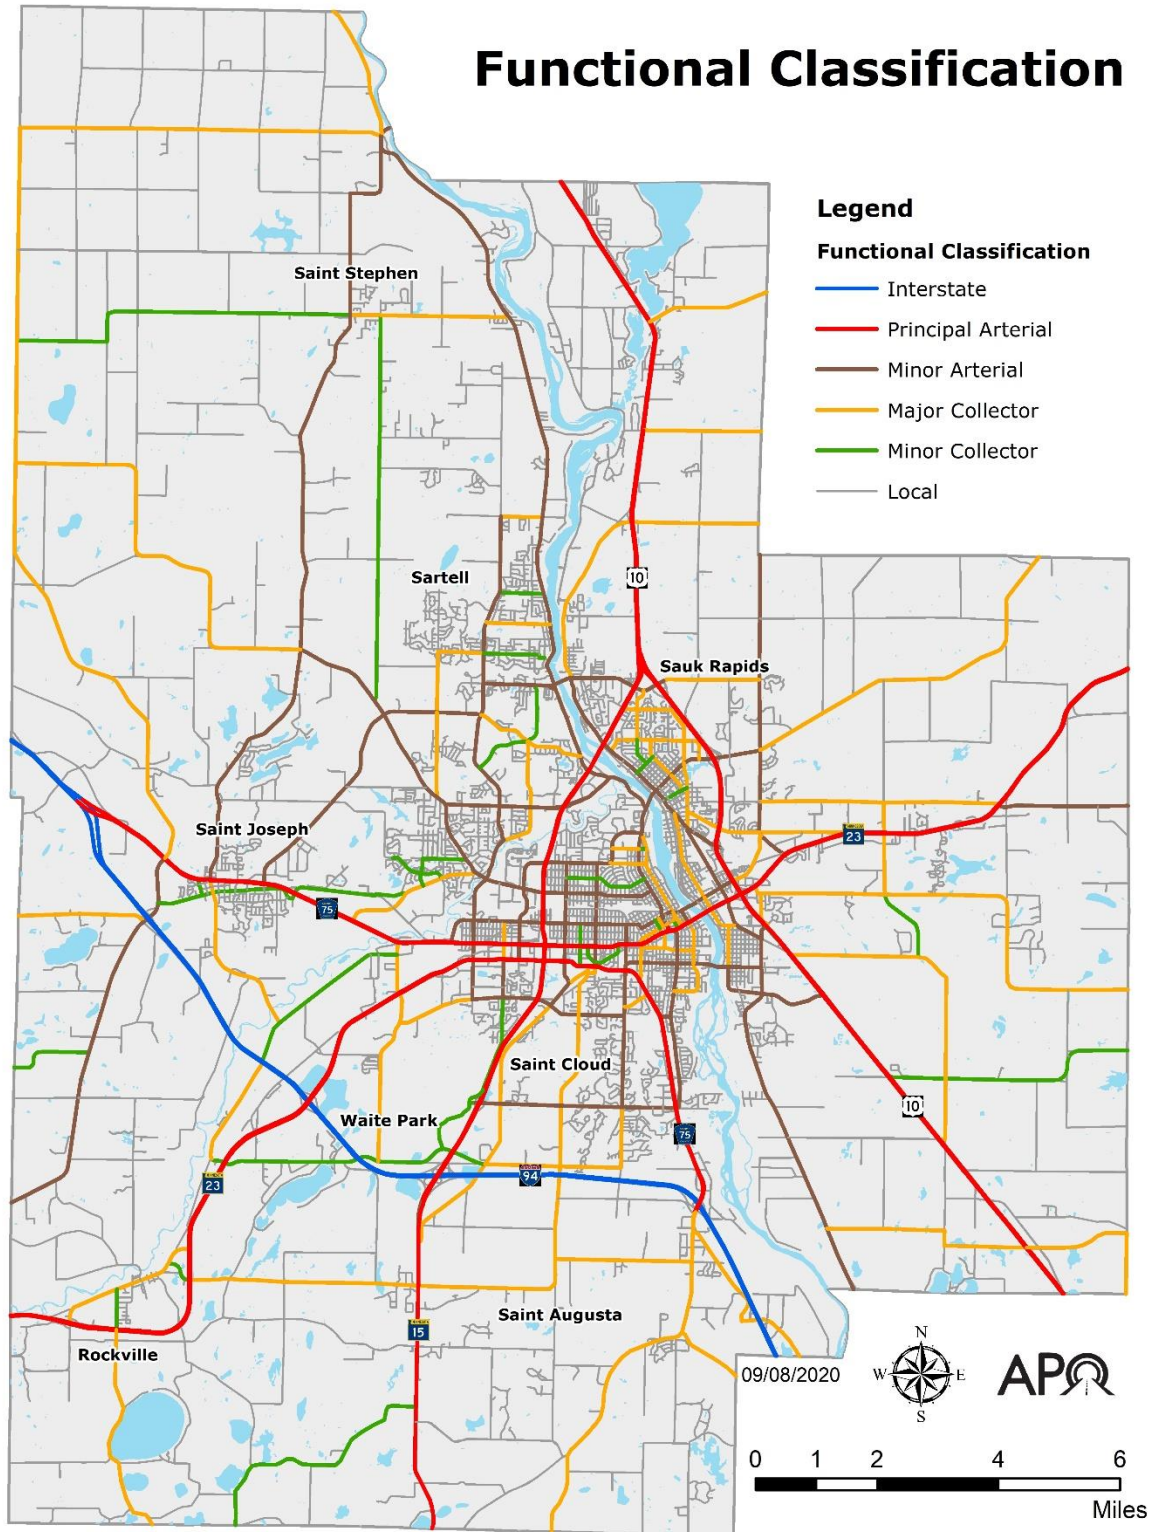 Functional Classification
Legend
Functional Classification
Interstate
Principal Arterial
Minor Arterial
Major Collector
Minor Collector
Local
Saint Stephen
Sartell
10
Sauk Rapids
Saint Joseph
23
75
Saint Cloud
10
Waite Park
75
94
23
Saint Augusta
15
Rockville
09/08/2020
N
W E
S
APO
0 1 2 4 6
Miles